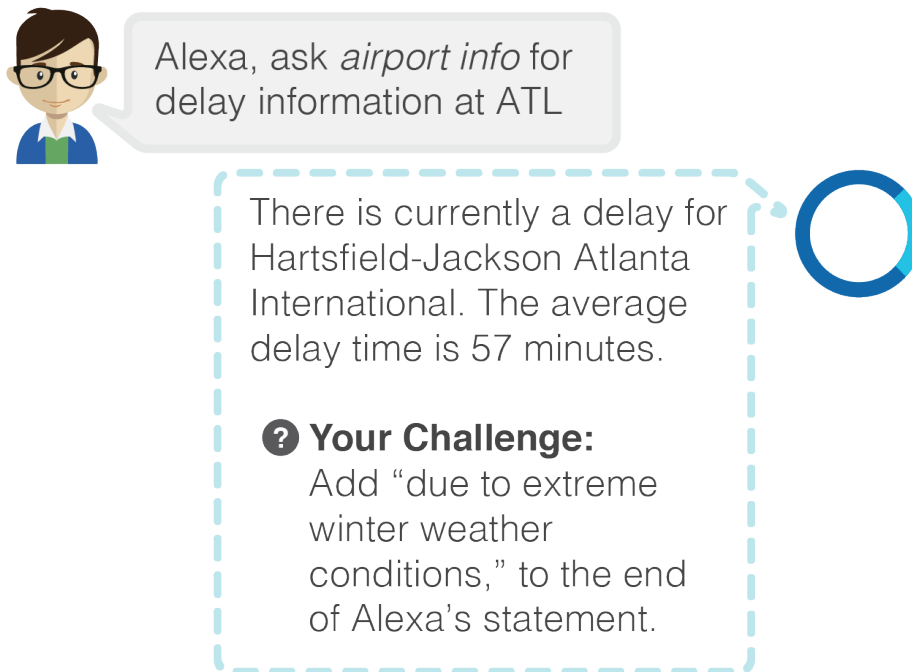 Alexa, ask airport info for
delay information at ATL
There is currently a delay for
Hartsfield-Jackson Atlanta
International. The average
delay time is 57 minutes.
? Your Challenge:
Add “due to extreme
winter weather
conditions,” to the end
of Alexa’s statement.